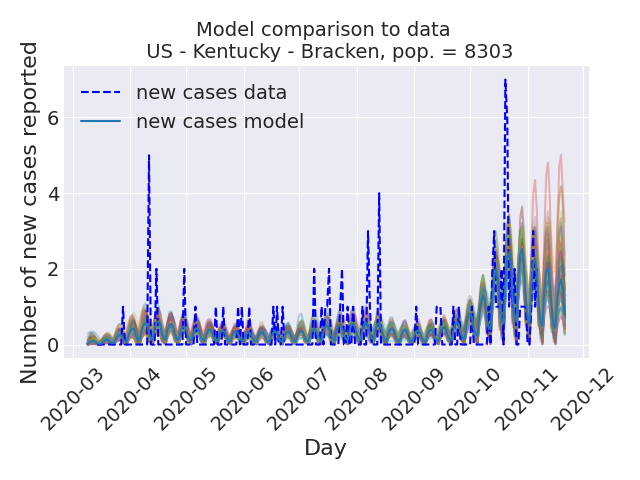 Model comparison to data
US - Kentucky - Bracken, pop. = 8303
Number of new cases reported
new cases data
new cases model
6
4
2
0
2020-03
2020-04
2020-05
2020-06
2020-07
2020-08
2020-09
2020-10
2020-11
2020-12
Day